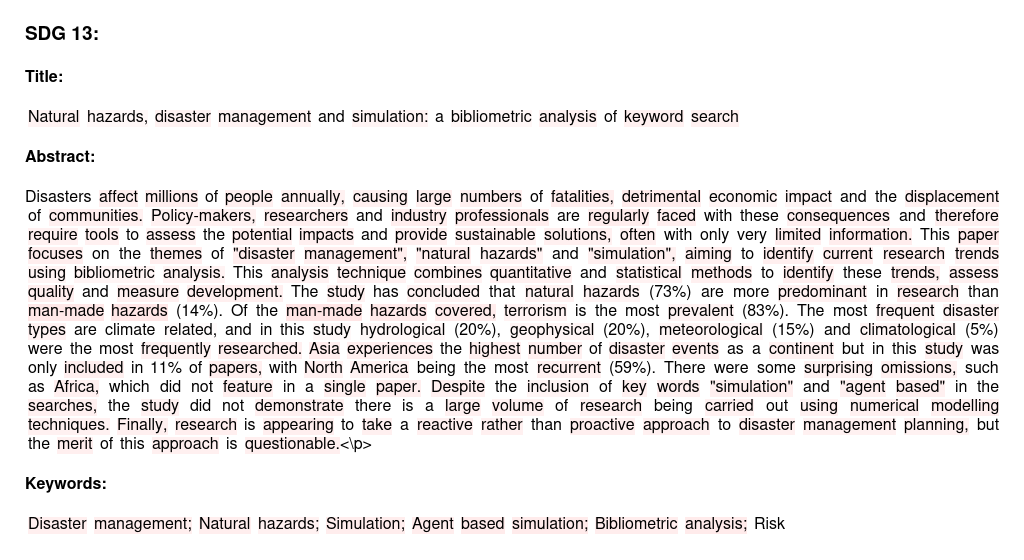 SDG 13:
Title:
Natural hazards, disaster management and simulation: a bibliometric analysis of keyword search
Abstract:
Disasters affect millions of people annually, causing large numbers of fatalities, detrimental economic impact and the displacement
of communities. Policy-makers, researchers and industry professionals are regularly faced with these consequences and therefore
require tools to assess the potential impacts and provide sustainable solutions, often with only very limited information. This paper
focuses on the themes of "disaster management", "natural hazards" and "simulation", aiming to identify current research trends
using bibliometric analysis. This analysis technique combines quantitative and statistical methods to identify these trends, assess
quality and measure development. The study has concluded that natural hazards (73%) are more predominant in research than
man-made hazards (14%). Of the man-made hazards covered, terrorism is the most prevalent (83%). The most frequent disaster
types are climate related, and in this study hydrological (20%), geophysical (20%), meteorological (15%) and climatological (5%)
were the most frequently researched. Asia experiences the highest number of disaster events as a continent but in this study was
only included in 11% of papers, with North America being the most recurrent (59%). There were some surprising omissions, such
as Africa, which did not feature in a single paper. Despite the inclusion of key words "simulation" and "agent based" in the
searches, the study did not demonstrate there is a large volume of research being carried out using numerical modelling
techniques. Finally, research is appearing to take a reactive rather than proactive approach to disaster management planning, but
the merit of this approach is questionable.<\p>
Keywords:
Disaster management; Natural hazards; Simulation; Agent based simulation; Bibliometric analysis; Risk